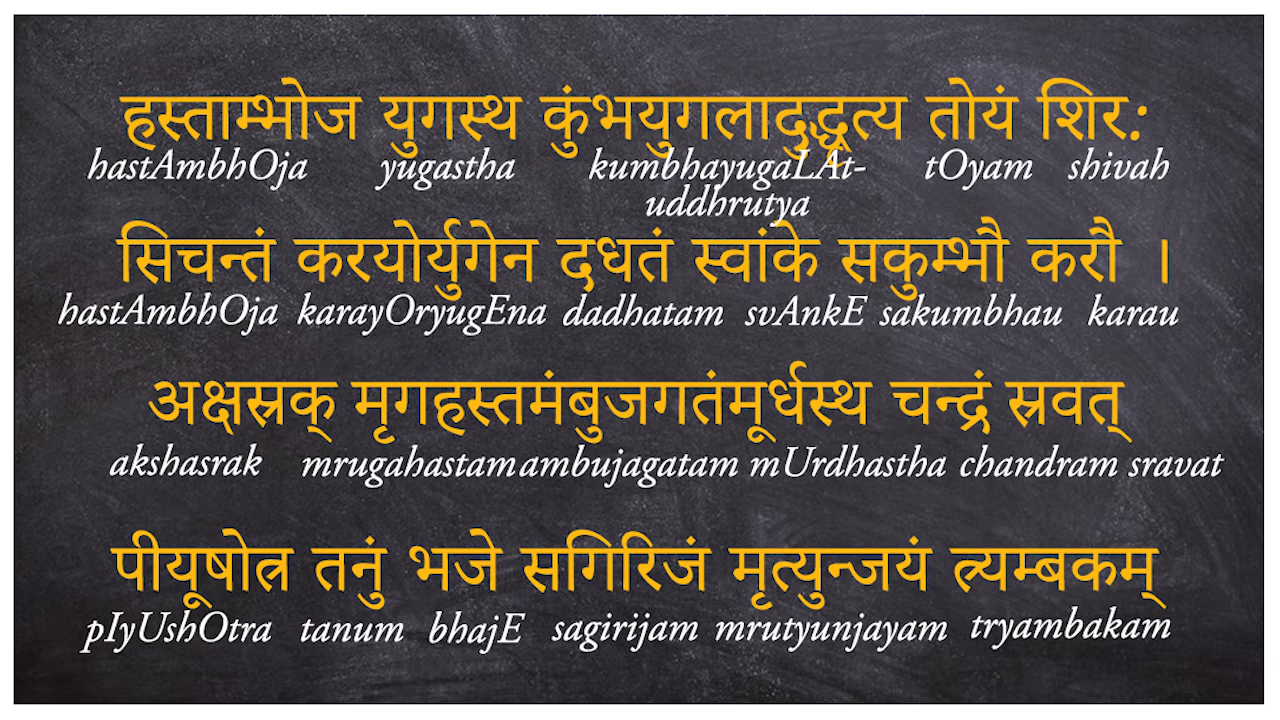 हस्ताम्भोज युगस्थ कुंभयुगलादुद्धृत्य तोयं शिर:
hastAmbhOja yugastha kumbhayugaLAt- tOyam shivah
uddhrutya
सिचन्तं करयोर्युगेन दधतं स्वांके सकुम्भौ करौ ।
hastAmbhOja karayOryugEna dadhatam svAnkE sakumbhau karau
अक्षस्रक् मृगहस्तमंबुजगतंमूर्धस्थ चन्द्रं स्रवत्
akshasrak mrugahastamambujagatam mUrdhastha chandram sravat
पीयूषोत्र तनुं भजे सगिरिजं मृत्युन्जयं त्र्यम्बकम्
pIyUshOtra tanum bhajE sagirijam mrutyunjayam tryambakam